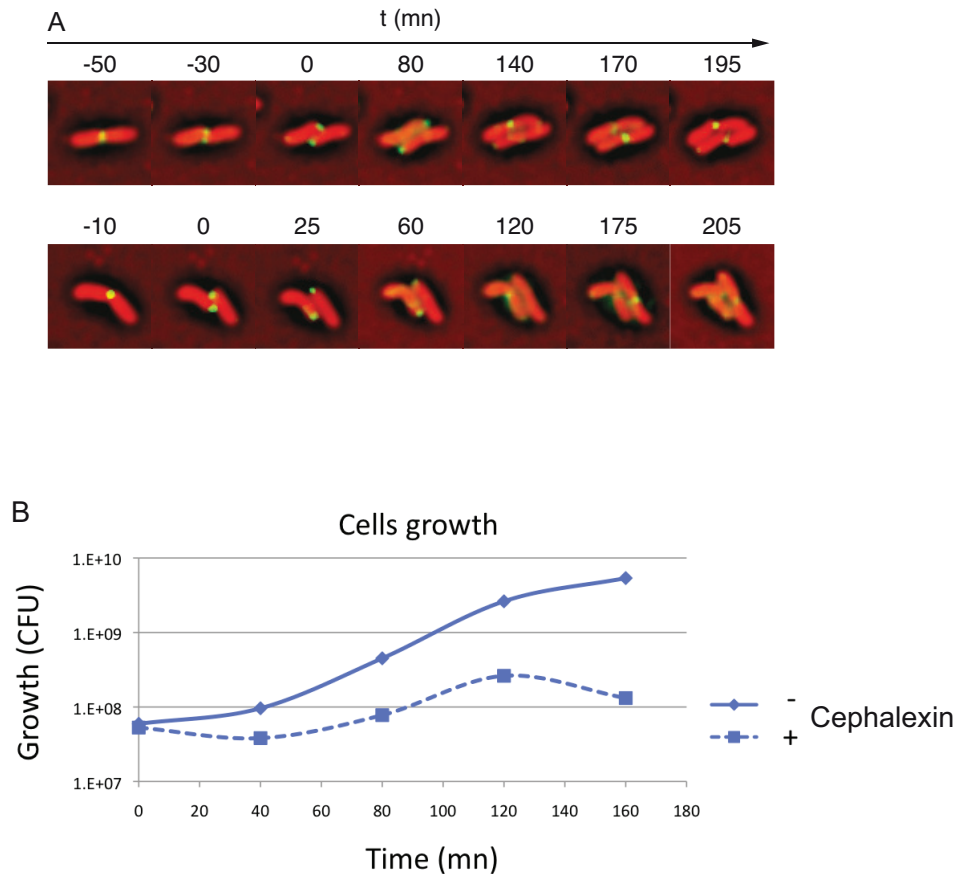 A
t (mn)
-50 -30 0 80 140 170 195
-10 0 25 60 120 175 205
B
Cells growth
Growth (CFU)
1.E+10
1.E+09
1.E+08
1.E+07
0 20 40 60 80 100 120 140 160 180
Time (mn)
-
+
Cephalexin